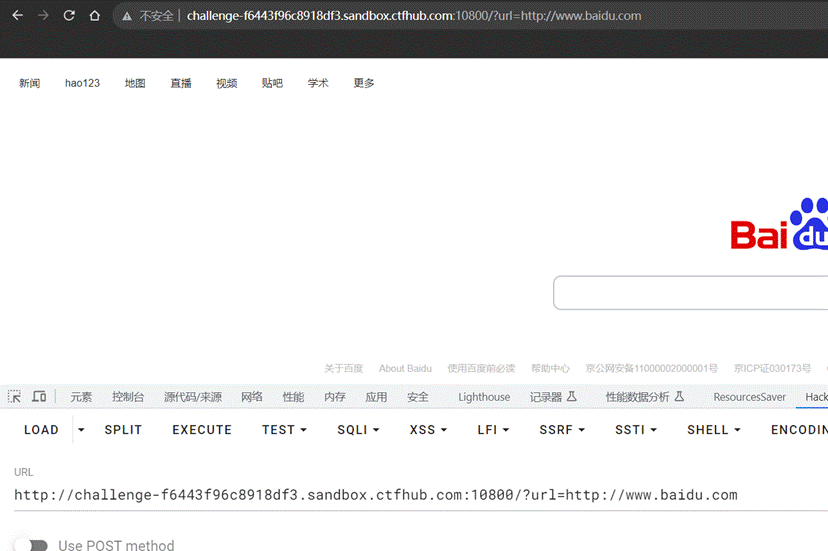 不安全 | challenge-f6443f96c8918df3.sandbox.ctfhub.com:10800/?url=http://www.baidu.com
新闻 hao123 地图 直播 视频 贴吧 学术 更多
Bai du
关于百度 About Baidu 使用百度前必读 帮助中心 京公网安备11000002000001号 京ICP证030173号
元素 控制台 源代码/来源 网络 性能 内存 应用 安全 Lighthouse 记录器 性能数据分析 ResourcesSaver Hack
LOAD SPLIT EXECUTE TEST SQLI XSS LFI SSRF SSTI SHELL ENCODIN
URL
http://challenge-f6443f96c8918df3.sandbox.ctfhub.com:10800/?url=http://www.baidu.com
Use POST method